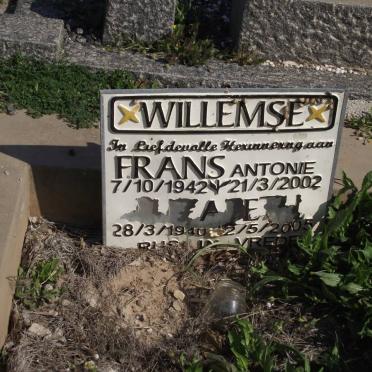 WILLEMSE
In Liefdevolle Herinnering aan
FRANS ANTONIE
7/10/1942 21/3/2002
28/3/1940 2/5/2005
RUS IN VREDE